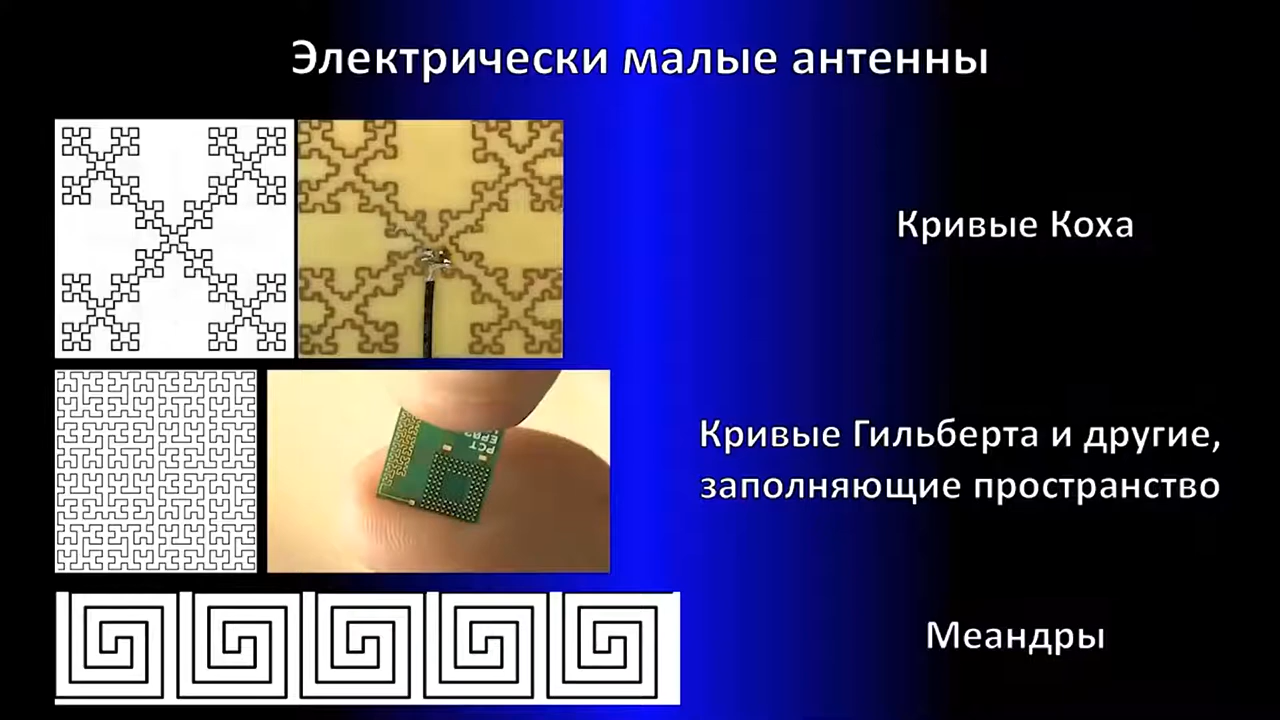 Электрически малые антенны
Кривые Коха
Кривые Гильберта и другие,
заполняющие пространство
Меандры